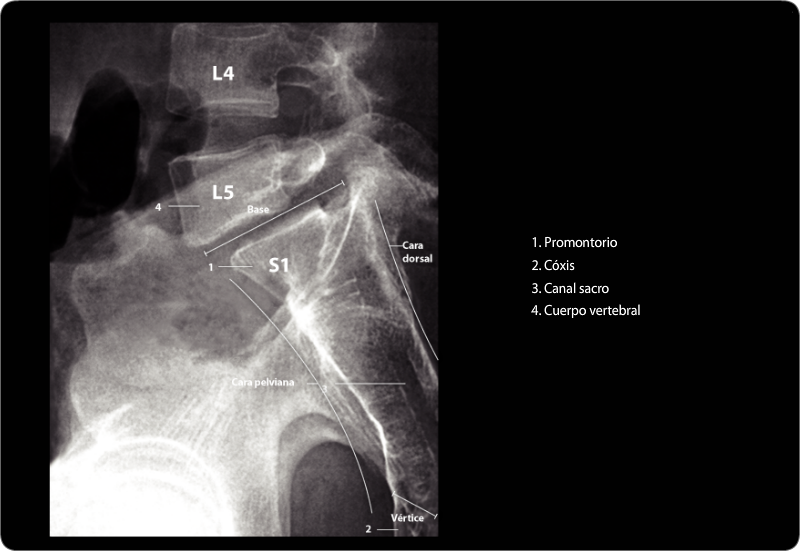 L4
L5
4
Base
Cara
dorsal
1
S1
Cara pelviana
3
Vértice
2
1. Promontorio
2. Cóxis
3. Canal sacro
4. Cuerpo vertebral